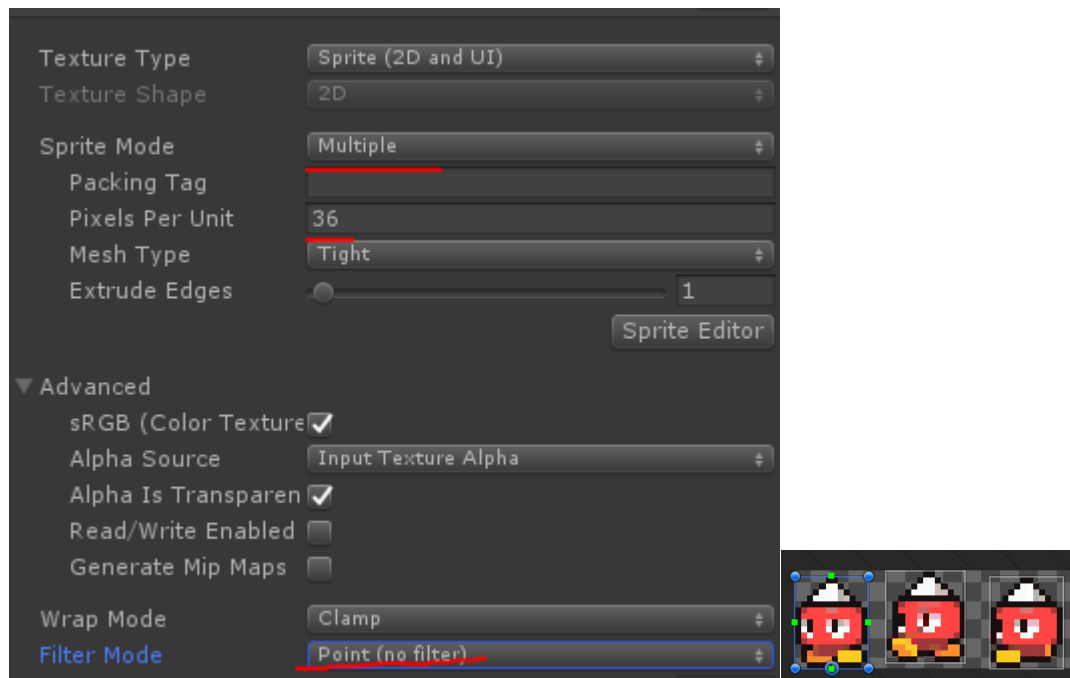 Texture Type Sprite (2D and UI)
Texture Shape 2D
Sprite Mode Multiple
Packing Tag
Pixels Per Unit 36
Mesh Type Tight
Extrude Edges 1
Sprite Editor
Advanced
sRGB (Color Texture
Alpha Source Input Texture Alpha
Alpha Is Transparen
Read/Write Enabled
Generate Mip Maps
Wrap Mode Clamp
Filter Mode Point (no filter)